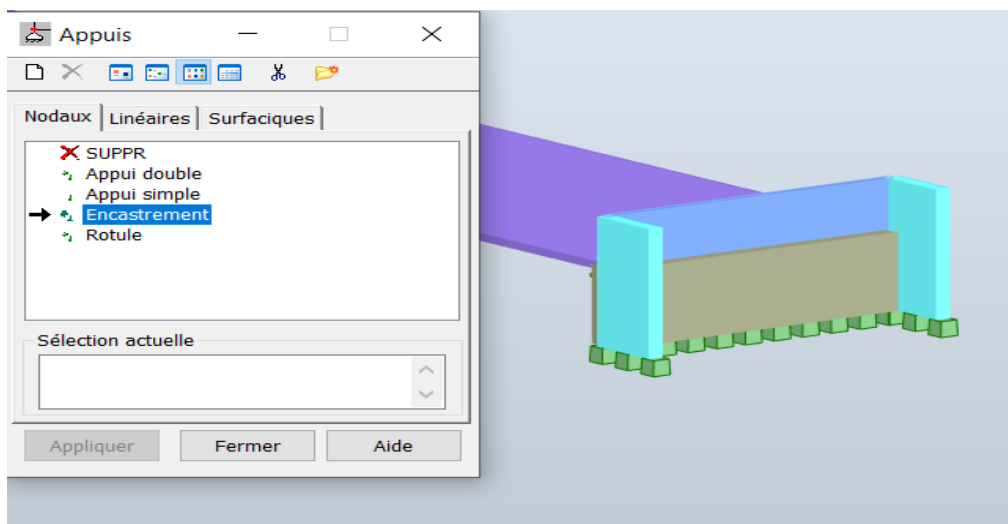 Appuis
Nodaux Linéaires Surfaciques
SUPPR
Appui double
Appui simple
Encastrement
Rotule
Sélection actuelle
Appliquer Fermer Aide